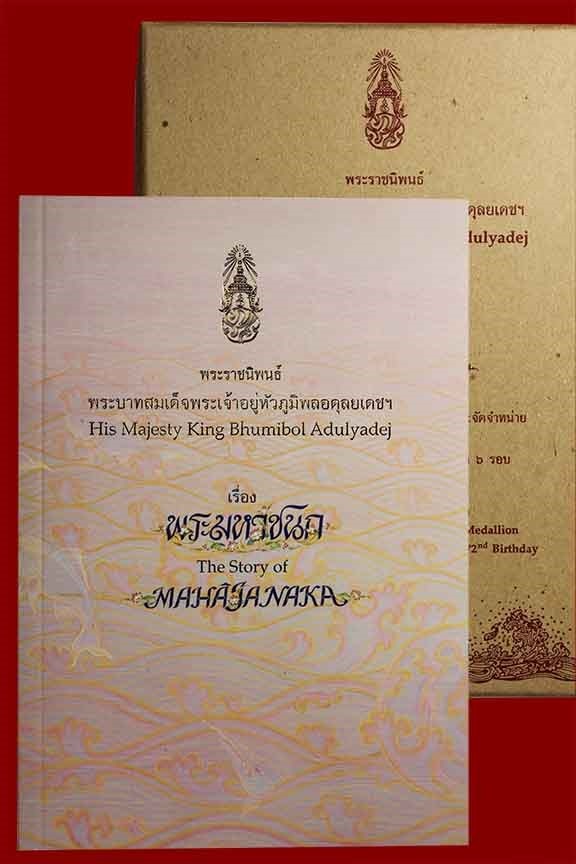 พระราชนิพนธ์
ดุลยเดชฯ
dulyadej
จัดจำหน่าย
๖ รอบ
Medallion
2nd Birthday
พระราชนิพนธ์
พระบาทสมเด็จพระเจ้าอยู่หัวภูมิพลอดุลยเดชฯ
His Majesty King Bhumibol Adulyadej
เรื่อง
พระมหาชนก
The Story of
MAHĀJANAKA